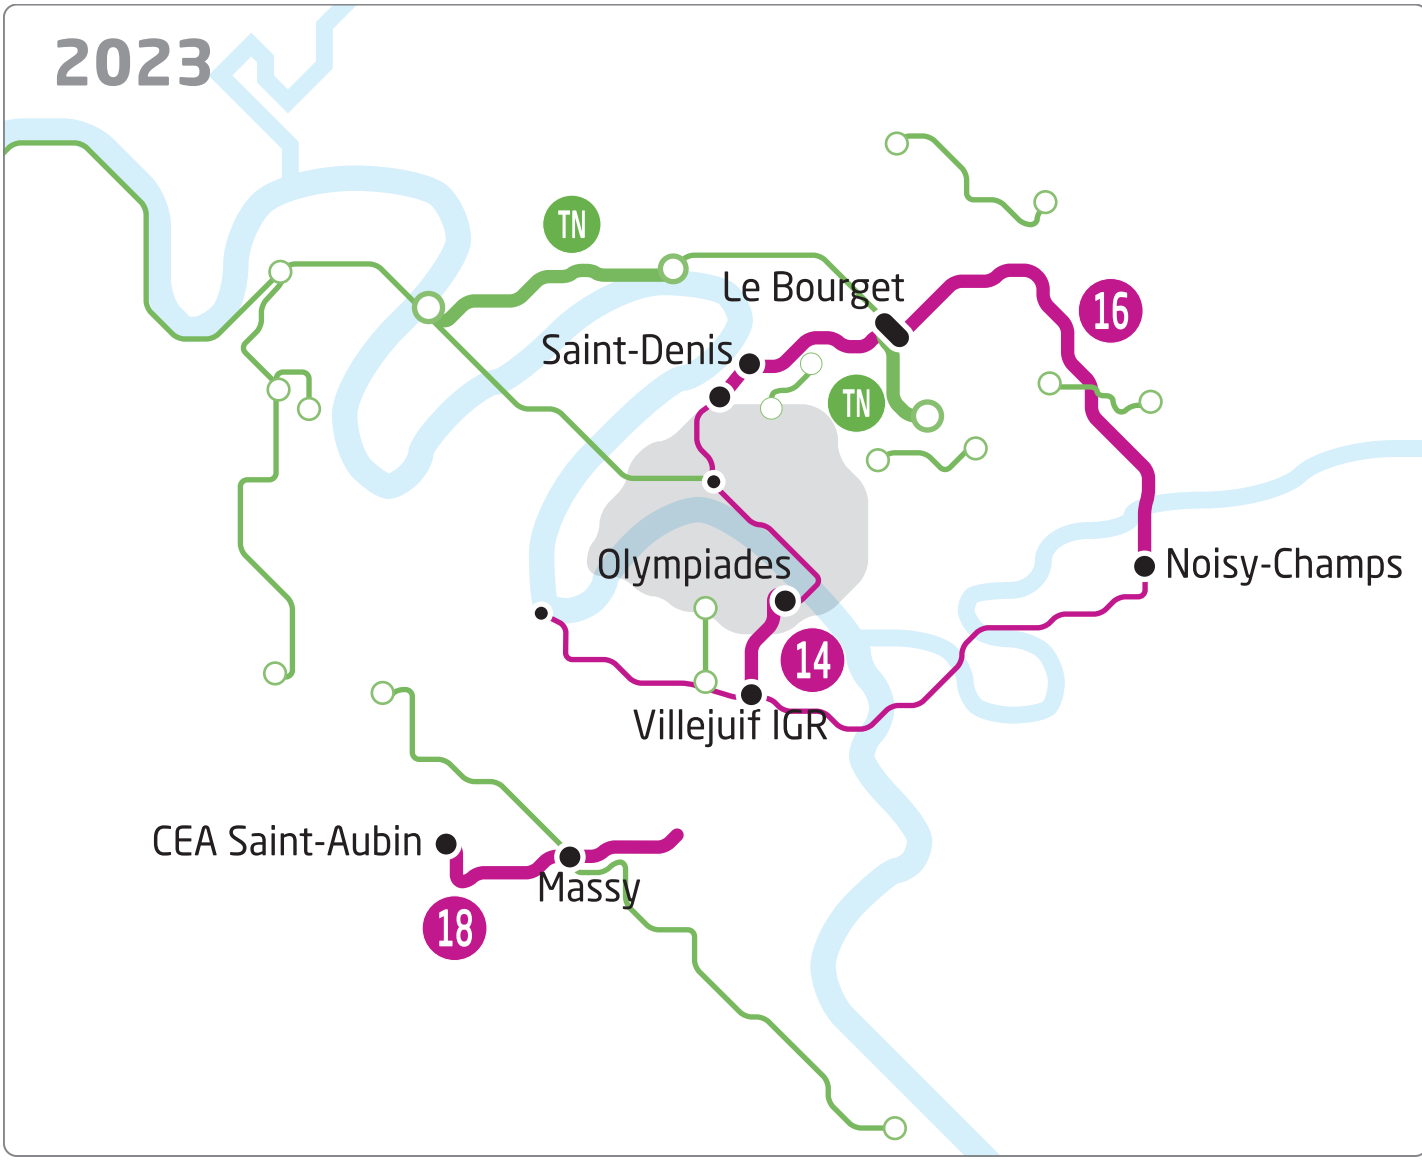 2023
TN
Le Bourget
16
Saint-Denis
TN
Olympiades
Noisy-Champs
14
Villejuif IGR
CEA Saint-Aubin
Massy
18